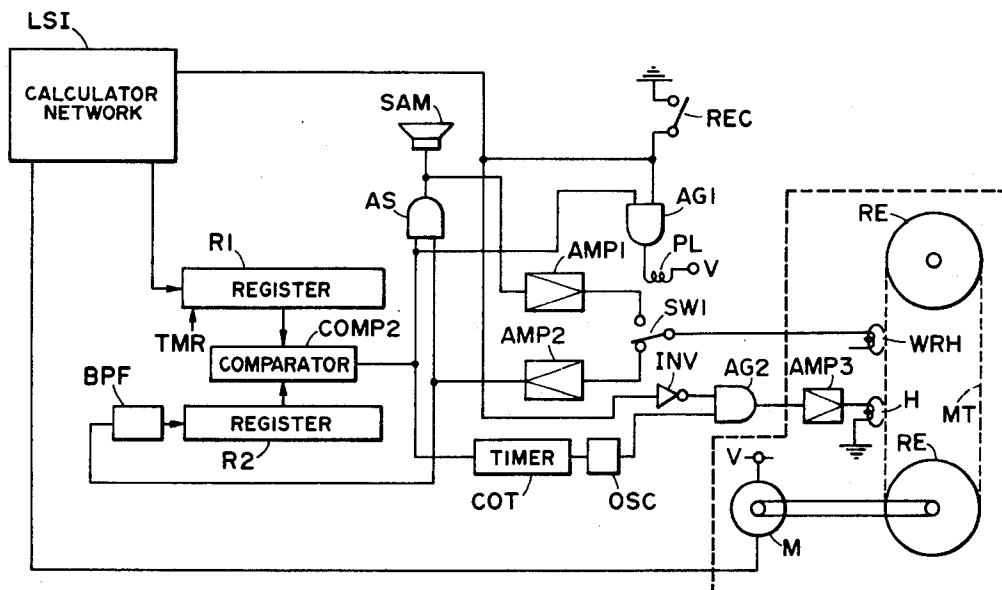 LSI
CALCULATOR
NETWORK
SAM
REC
AS
AG1
RE
R1
AMP1
PL
V
REGISTER
SW1
TMR
COMP2
AMP2
WRH
COMPARATOR
INV
AG2
AMP3
BPF
H
MT
REGISTER
R2
V
RE
TIMER
COT
OSC
M